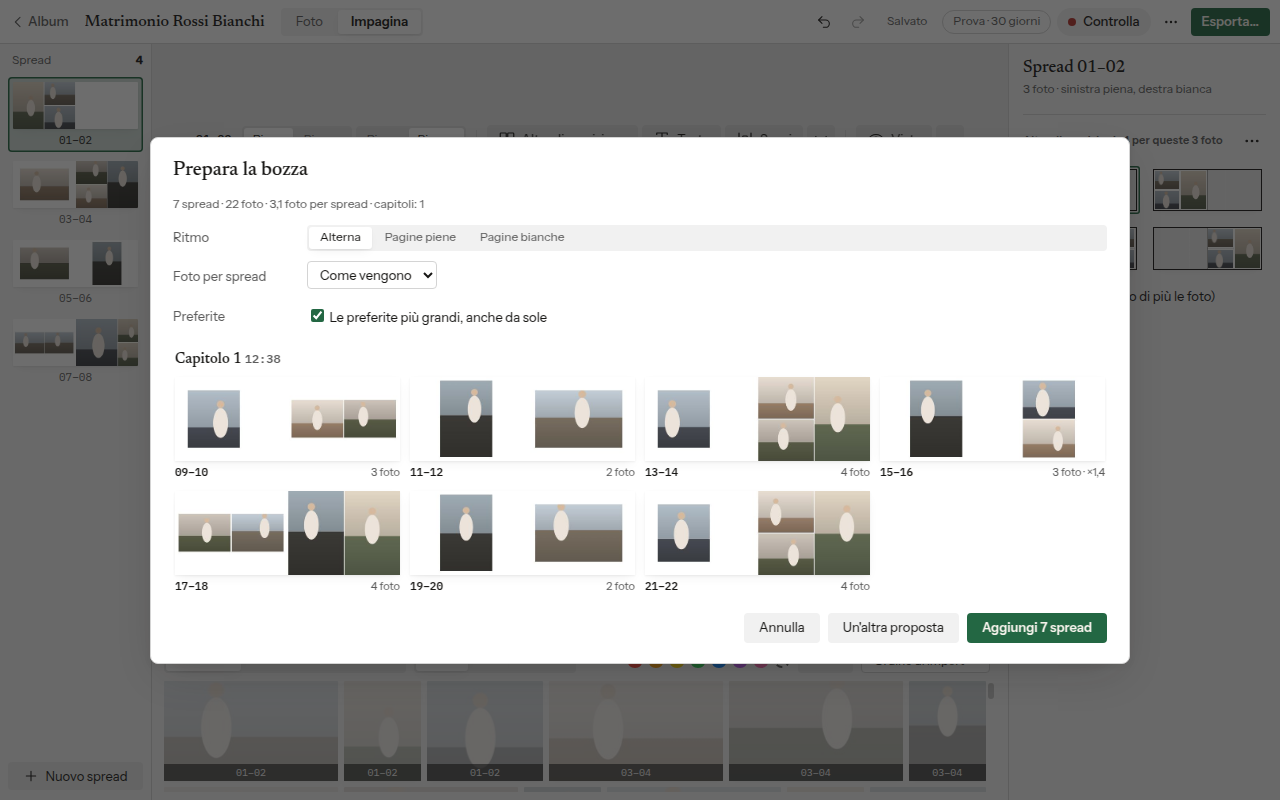 Album
Matrimonio Rossi Bianchi
Foto
Impagina
Salvato
Prova · 30 giorni
Controlla
Esporta...
Spread 4
01–02
03–04
05–06
07–08
Nuovo spread
Spread 01–02
3 foto · sinistra piena, destra bianca
per queste 3 foto
o di più le foto)
Prepara la bozza
7 spread · 22 foto · 3,1 foto per spread · capitoli: 1
Ritmo
Alterna
Pagine piene
Pagine bianche
Foto per spread
Come vengono
Preferite
Le preferite più grandi, anche da sole
Capitolo 1 12:38
09–10 3 foto
11–12 2 foto
13–14 4 foto
15–16 3 foto · ×1,4
17–18 4 foto
19–20 2 foto
21–22 4 foto
Annulla
Un'altra proposta
Aggiungi 7 spread
01–02
01–02
01–02
03–04
03–04
03–04